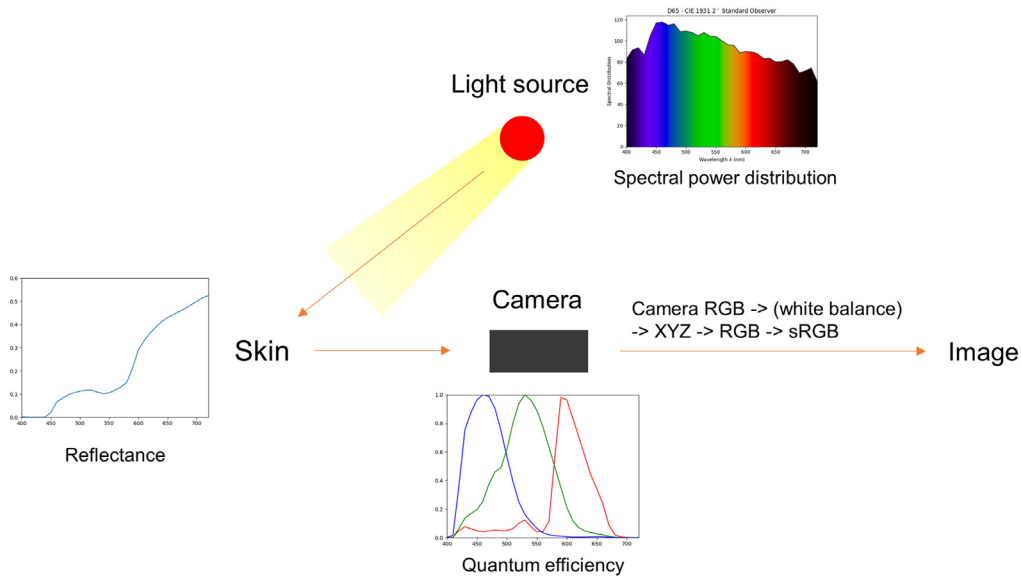 D65 - CIE 1931 2° Standard Observer
120
100
80
60
40
20
0
Spectral Distribution
400 450 500 550 600 650 700
Wavelength λ (nm)
Spectral power distribution
Light source
0.6
0.5
0.4
0.3
0.2
0.1
0.0
400 450 500 550 600 650 700
Reflectance
Skin
Camera
Camera RGB -> (white balance)
-> XYZ -> RGB -> sRGB
Image
1.0
0.8
0.6
0.4
0.2
0.0
400 450 500 550 600 650 700
Quantum efficiency